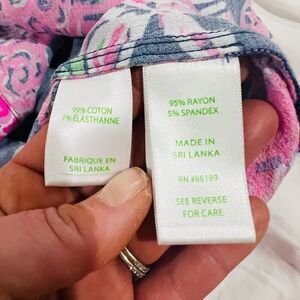 99% COTON
1% ÉLASTHANNE
FABRIQUE EN
SRI LANKA
95% RAYON
5% SPANDEX
MADE IN
SRI LANKA
RN #68189
SEE REVERSE
FOR CARE